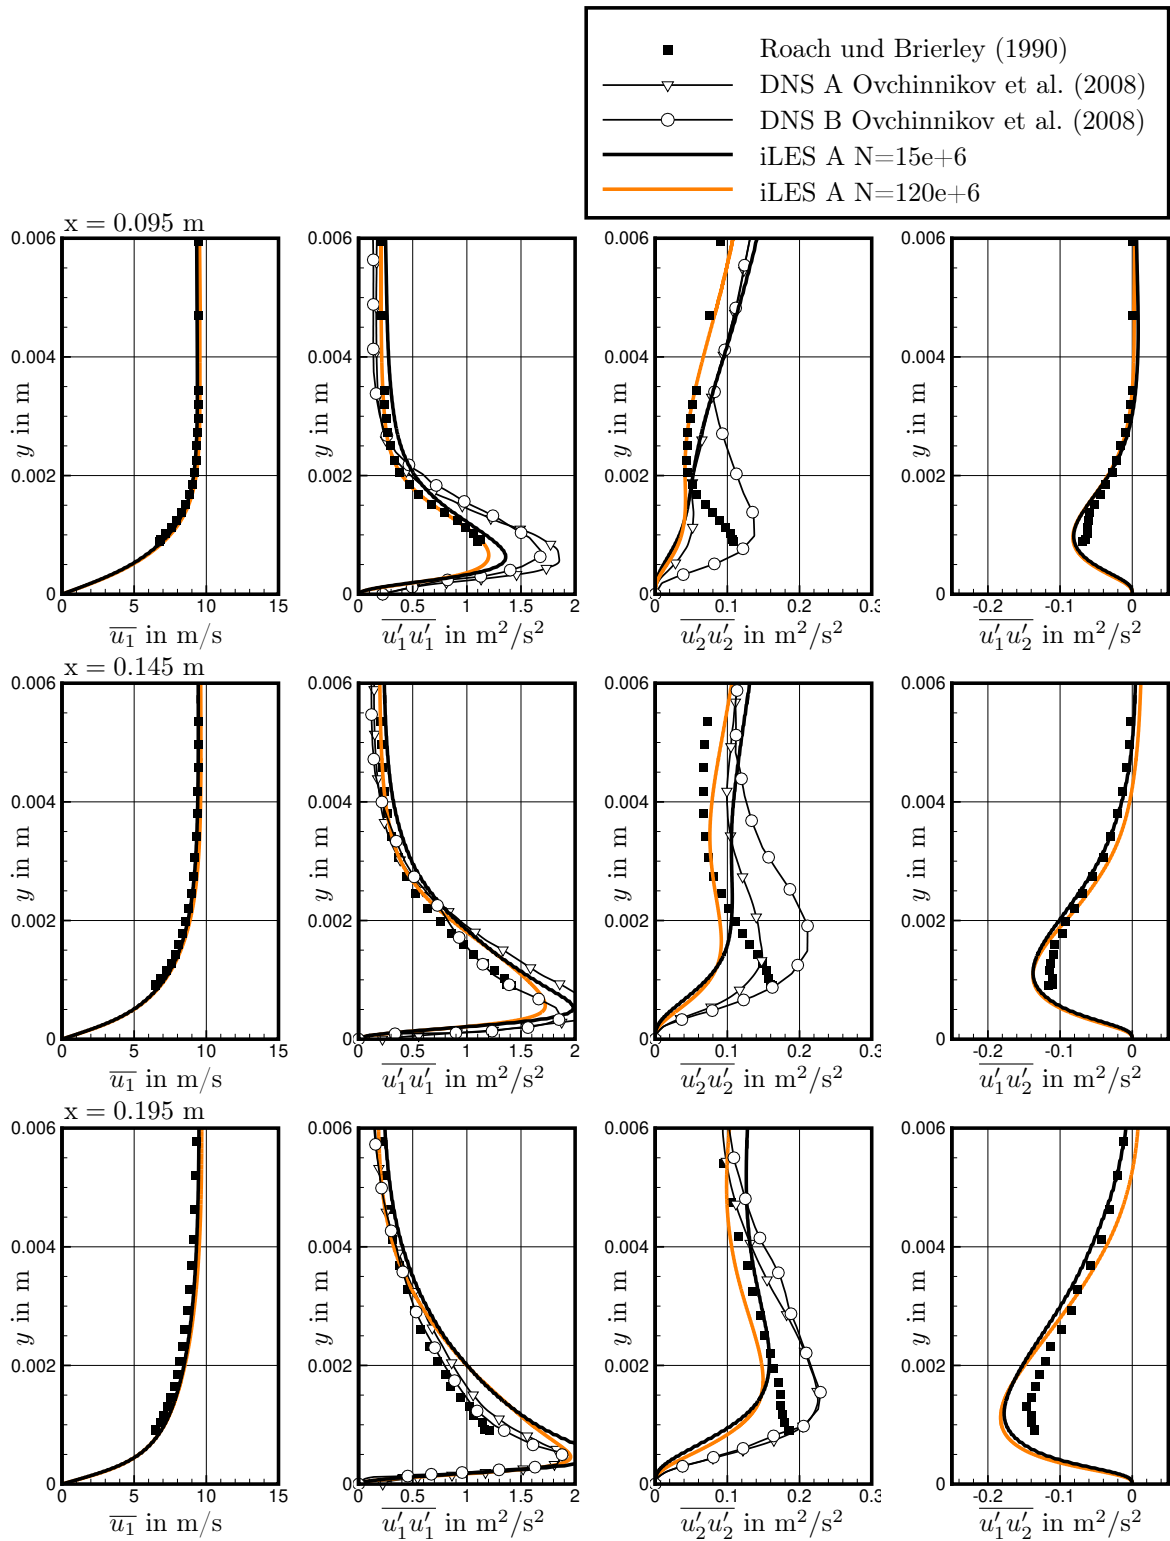 Roach und Brierley (1990)
DNS A Ovchinnikov et al. (2008)
DNS B Ovchinnikov et al. (2008)
iLES A N=15e+6
iLES A N=120e+6
x = 0.095 m
0.006 0.006 0.006 0.006
0.004 0.004 0.004 0.004
y in m y in m y in m y in m
0.002 0.002 0.002 0.002
0 0 0 0
0 5 10 15 0 0.5 1 1.5 2 0 0.1 0.2 0.3 -0.2 -0.1 0
u̅₁ in m/s u′₁u′₁ in m²/s² u′₂u′₂ in m²/s² u′₁u′₂ in m²/s²
x = 0.145 m
0.006 0.006 0.006 0.006
0.004 0.004 0.004 0.004
y in m y in m y in m y in m
0.002 0.002 0.002 0.002
0 0 0 0
0 5 10 15 0 0.5 1 1.5 2 0 0.1 0.2 0.3 -0.2 -0.1 0
u̅₁ in m/s u′₁u′₁ in m²/s² u′₂u′₂ in m²/s² u′₁u′₂ in m²/s²
x = 0.195 m
0.006 0.006 0.006 0.006
0.004 0.004 0.004 0.004
y in m y in m y in m y in m
0.002 0.002 0.002 0.002
0 0 0 0
0 5 10 15 0 0.5 1 1.5 2 0 0.1 0.2 0.3 -0.2 -0.1 0
u̅₁ in m/s u′₁u′₁ in m²/s² u′₂u′₂ in m²/s² u′₁u′₂ in m²/s²